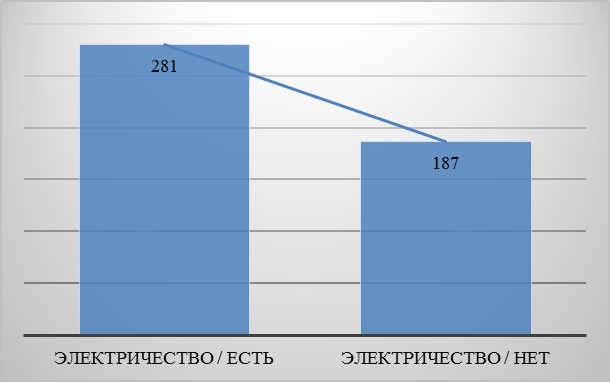 281
187
ЭЛЕКТРИЧЕСТВО / ЕСТЬ
ЭЛЕКТРИЧЕСТВО / НЕТ